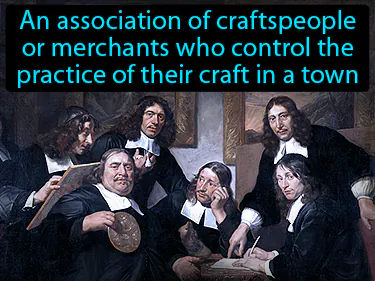 An association of craftspeople
or merchants who control the
practice of their craft in a town